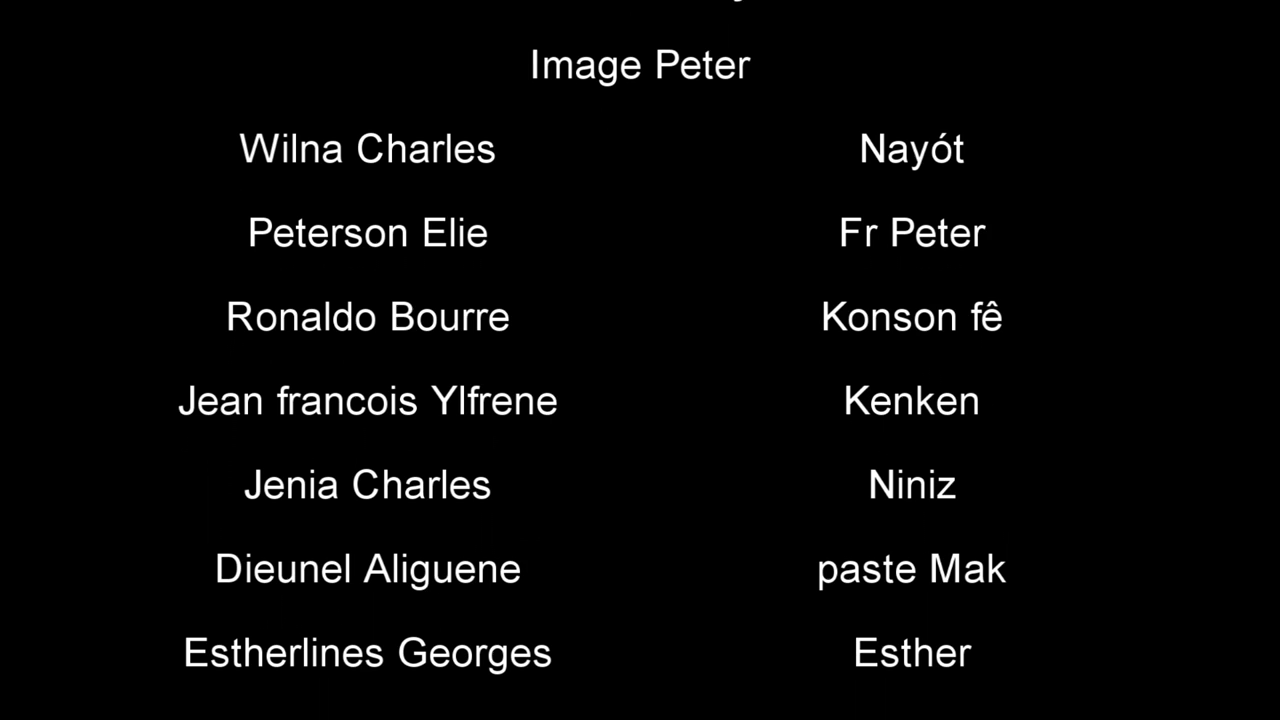 Image Peter
Wilna Charles Nayót
Peterson Elie Fr Peter
Ronaldo Bourre Konson fê
Jean francois Ylfrene Kenken
Jenia Charles Niniz
Dieunel Aliguene paste Mak
Estherlines Georges Esther